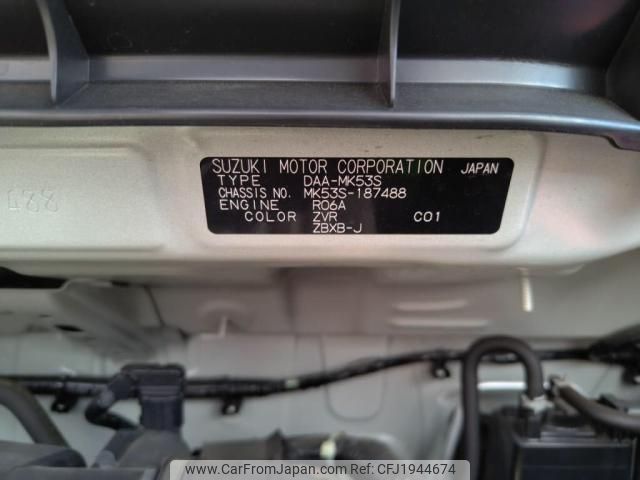 SUZUKI MOTOR CORPORATION JAPAN
TYPE DAA-MK53S
CHASSIS NO. MK53S-187488
ENGINE R06A
COLOR ZVR C01
ZBXB-J
www.CarFromJapan.com - CFJ1944674